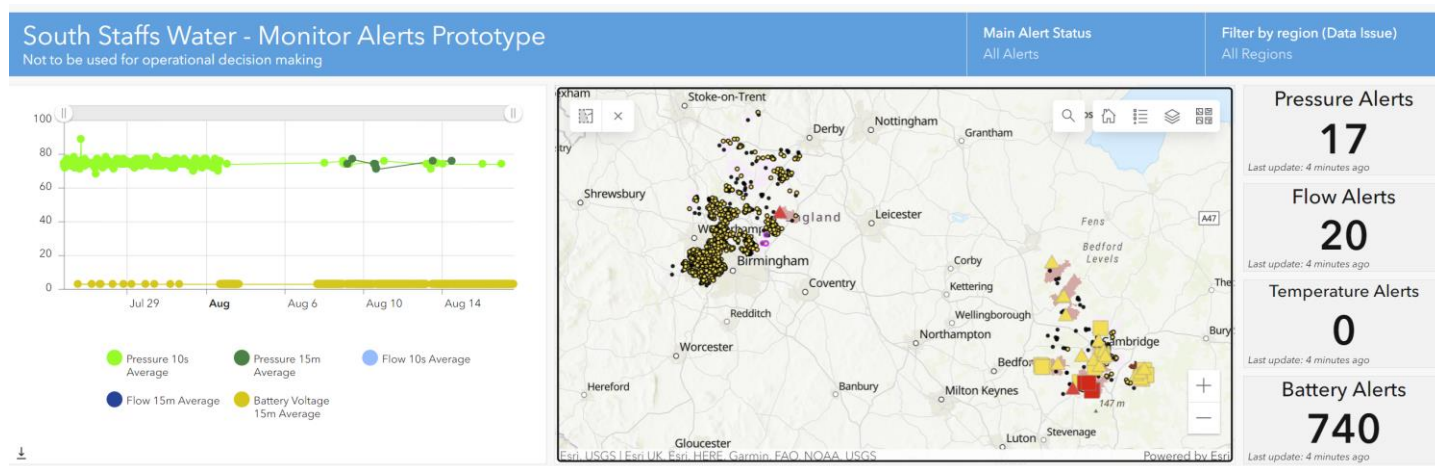 South Staffs Water - Monitor Alerts Prototype
Not to be used for operational decision making
Main Alert Status
All Alerts
Filter by region (Data Issue)
All Regions
100
80
60
40
20
0
Jul 29
Aug
Aug 6
Aug 10
Aug 14
Pressure 10s
Average
Pressure 15m
Average
Flow 10s Average
Flow 15m Average
Battery Voltage
15m Average
Stoke-on-Trent
Derby
Nottingham
Grantham
Shrewsbury
Leicester
A47
Fens
Bedford
Levels
Birmingham
Corby
Coventry
Kettering
The
Redditch
Wellingborough
Northampton
Cambridge
Bury
Worcester
Bedfor
Hereford
Banbury
Milton Keynes
147 m
Stevenage
Luton
Gloucester
Esri, USGS | Esri UK, Esri, HERE, Garmin, FAO, NOAA, USGS
Powered by Esri
Pressure Alerts
17
Last update: 4 minutes ago
Flow Alerts
20
Last update: 4 minutes ago
Temperature Alerts
0
Last update: 4 minutes ago
Battery Alerts
740
Last update: 4 minutes ago